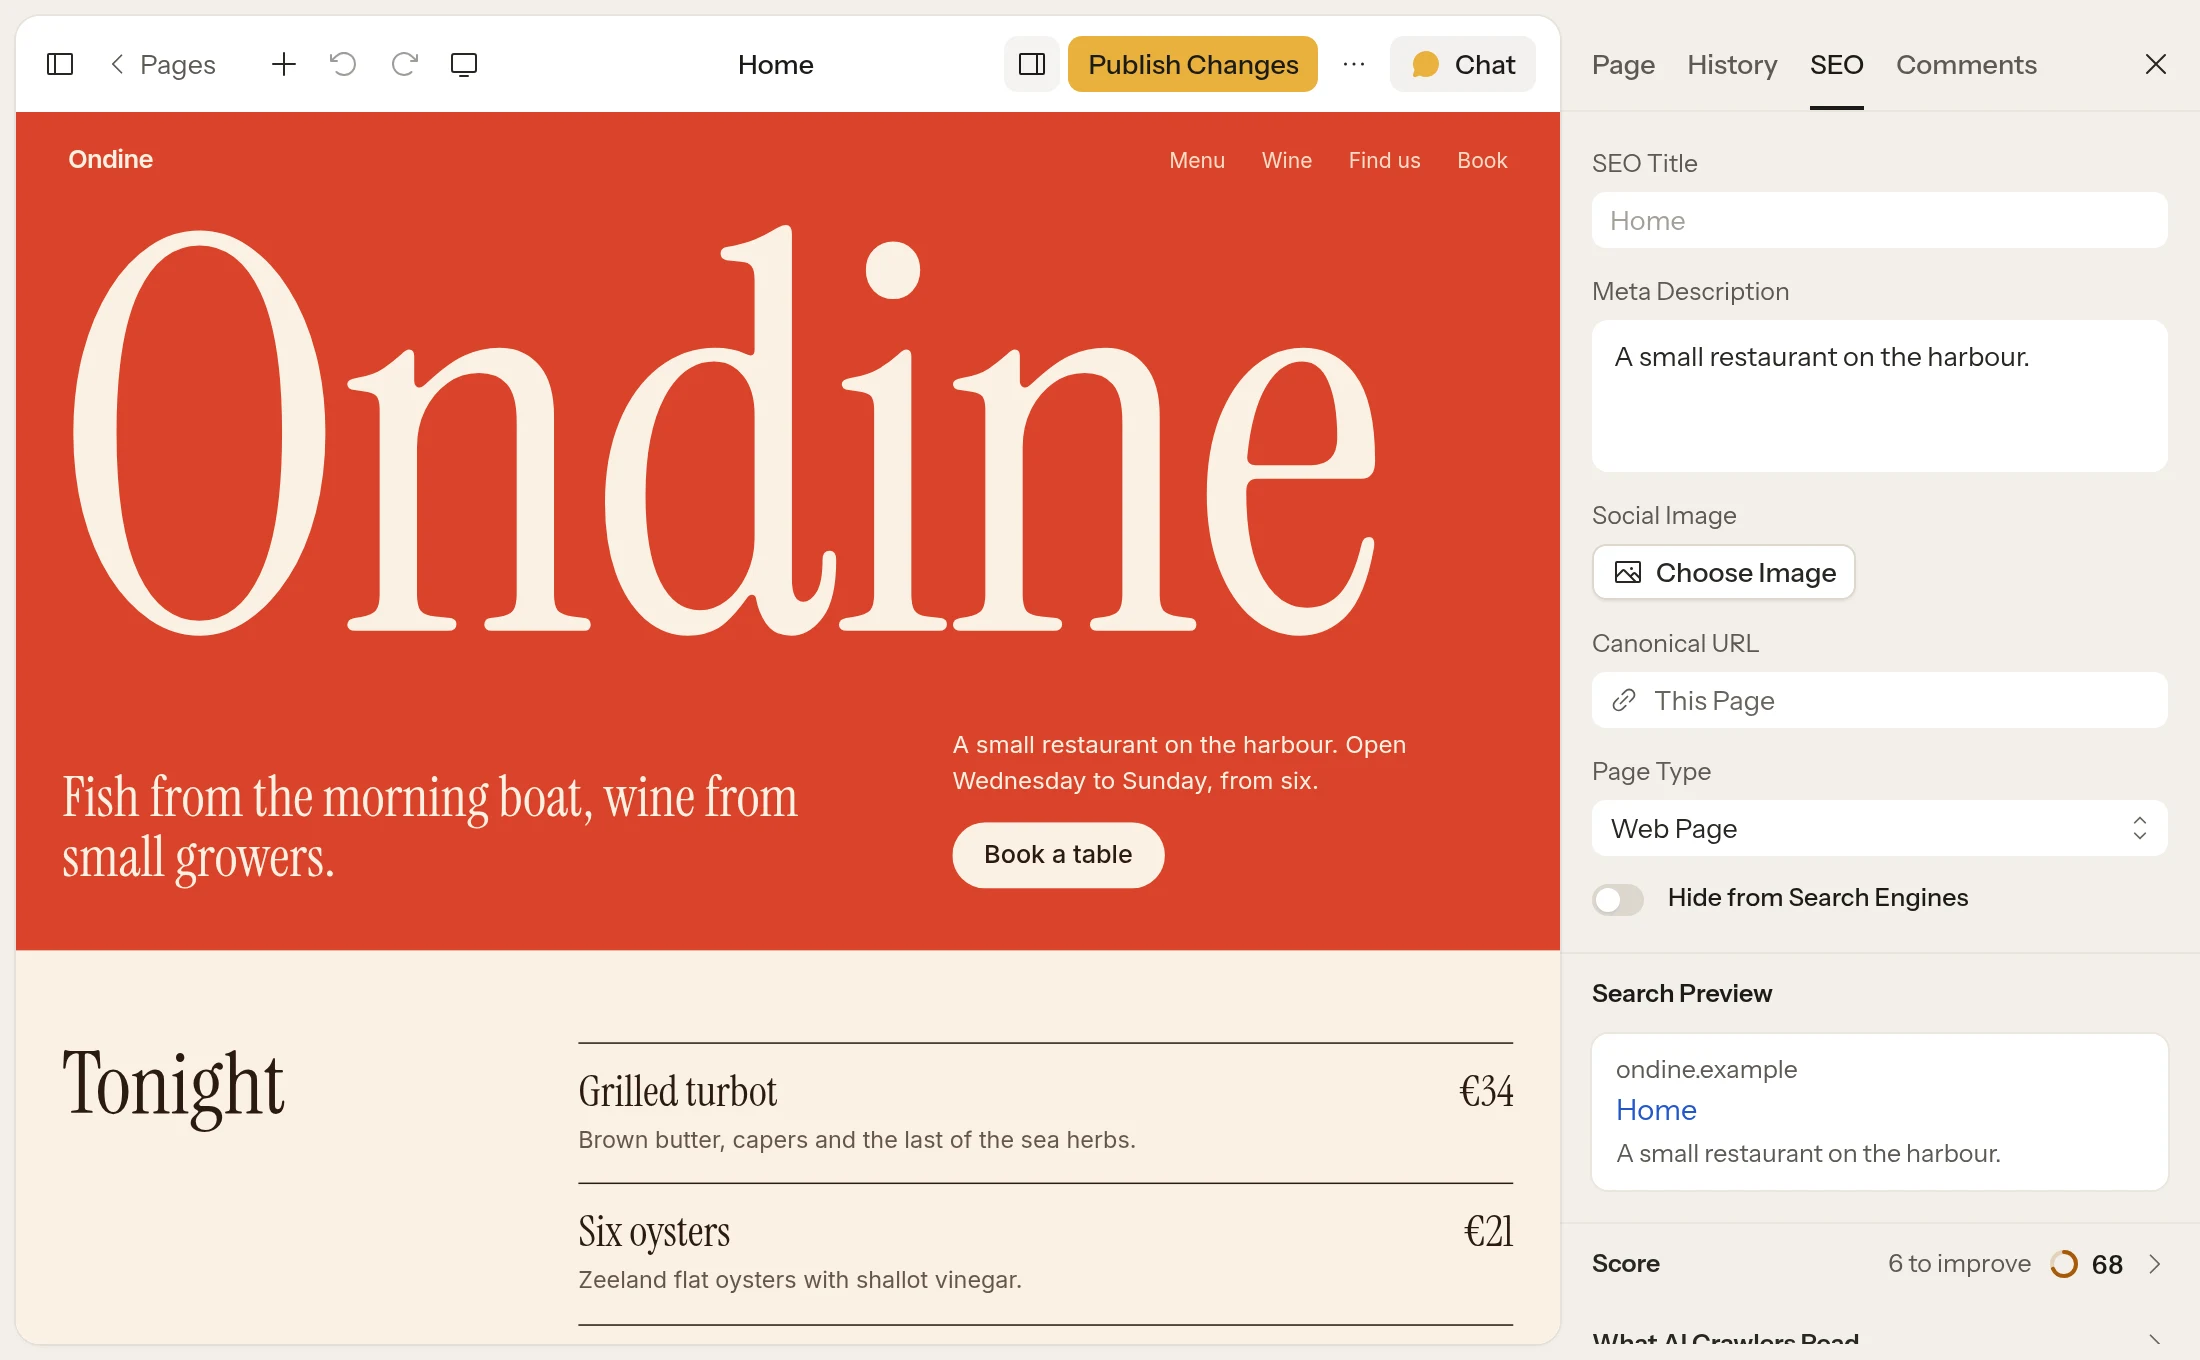 Pages
Home
Publish Changes
Chat
Page
History
SEO
Comments
Ondine
Menu
Wine
Find us
Book
Ondine
Fish from the morning boat, wine from
small growers.
A small restaurant on the harbour. Open
Wednesday to Sunday, from six.
Book a table
Tonight
Grilled turbot
€34
Brown butter, capers and the last of the sea herbs.
Six oysters
€21
Zeeland flat oysters with shallot vinegar.
SEO Title
Home
Meta Description
A small restaurant on the harbour.
Social Image
Choose Image
Canonical URL
This Page
Page Type
Web Page
Hide from Search Engines
Search Preview
ondine.example
Home
A small restaurant on the harbour.
Score
6 to improve
68
What AI Crawlers Read